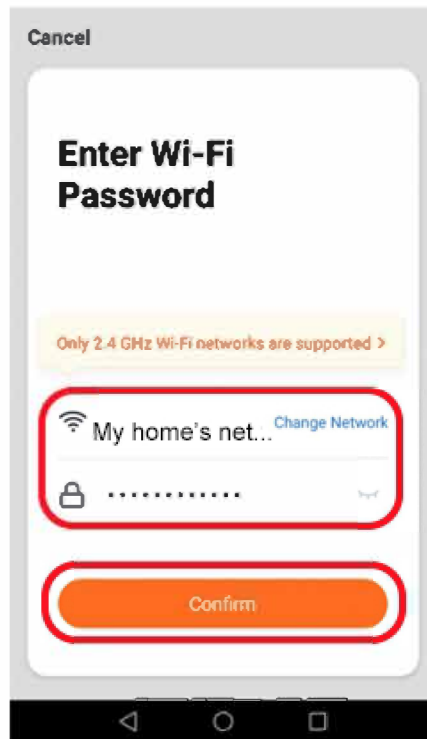 Cancel
Enter Wi-Fi
Password
Only 2.4 GHz Wi-Fi networks are supported >
My home's net... Change Network
••••••••••••
Confirm